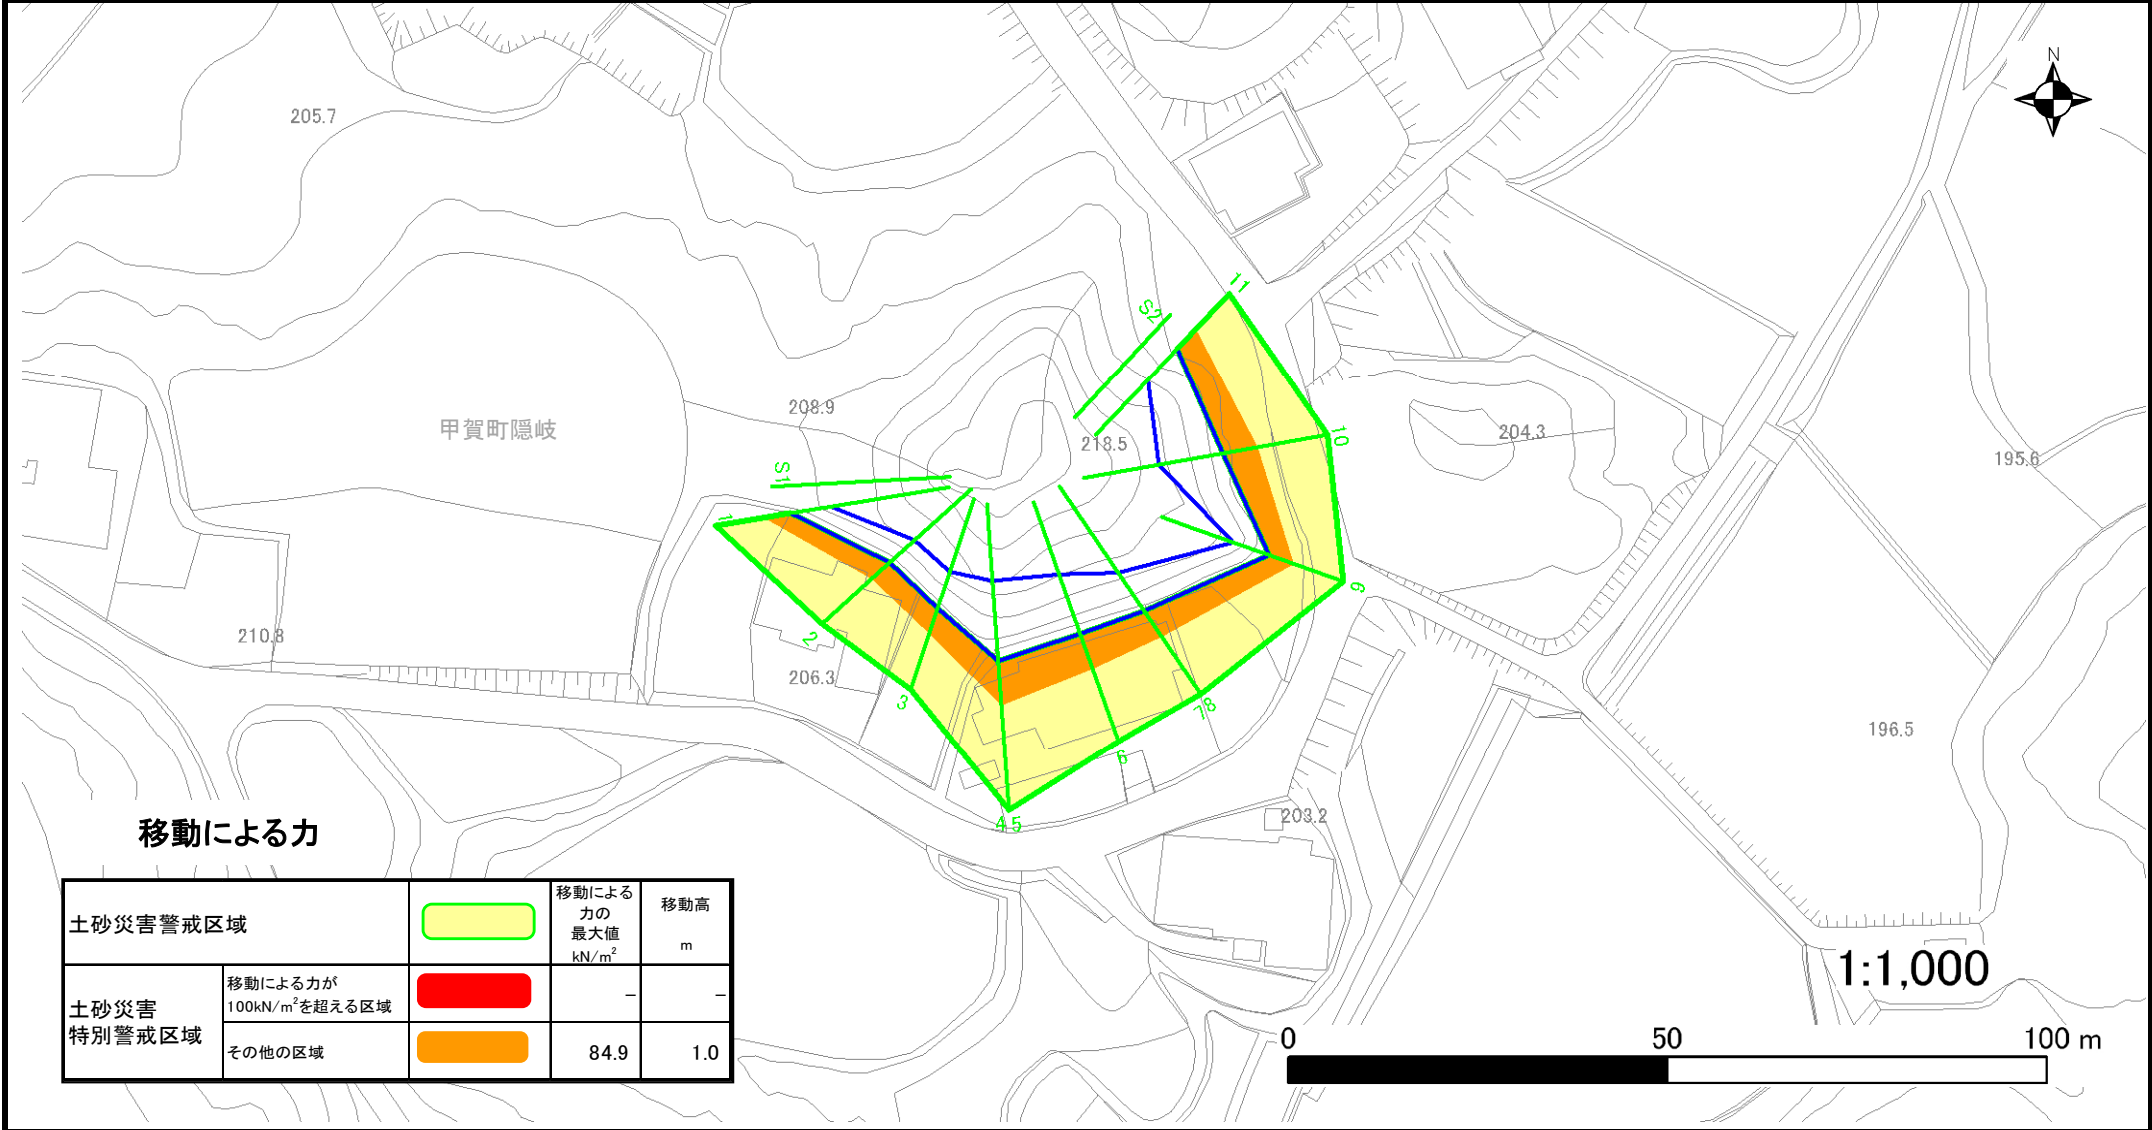 N
205.7
11
S2
10
208.9
218.5
204.3
甲賀町隠岐
195.6
S1
1
9
210.8
2
206.3
3
7 8
196.5
6
4 5
203.2
移動による力
土砂災害警戒区域
移動による
力の
最大値
kN/m²
移動高
m
土砂災害
特別警戒区域
移動による力が
100kN/m²を超える区域
－
－
その他の区域
84.9
1.0
1:1,000
0
50
100 m